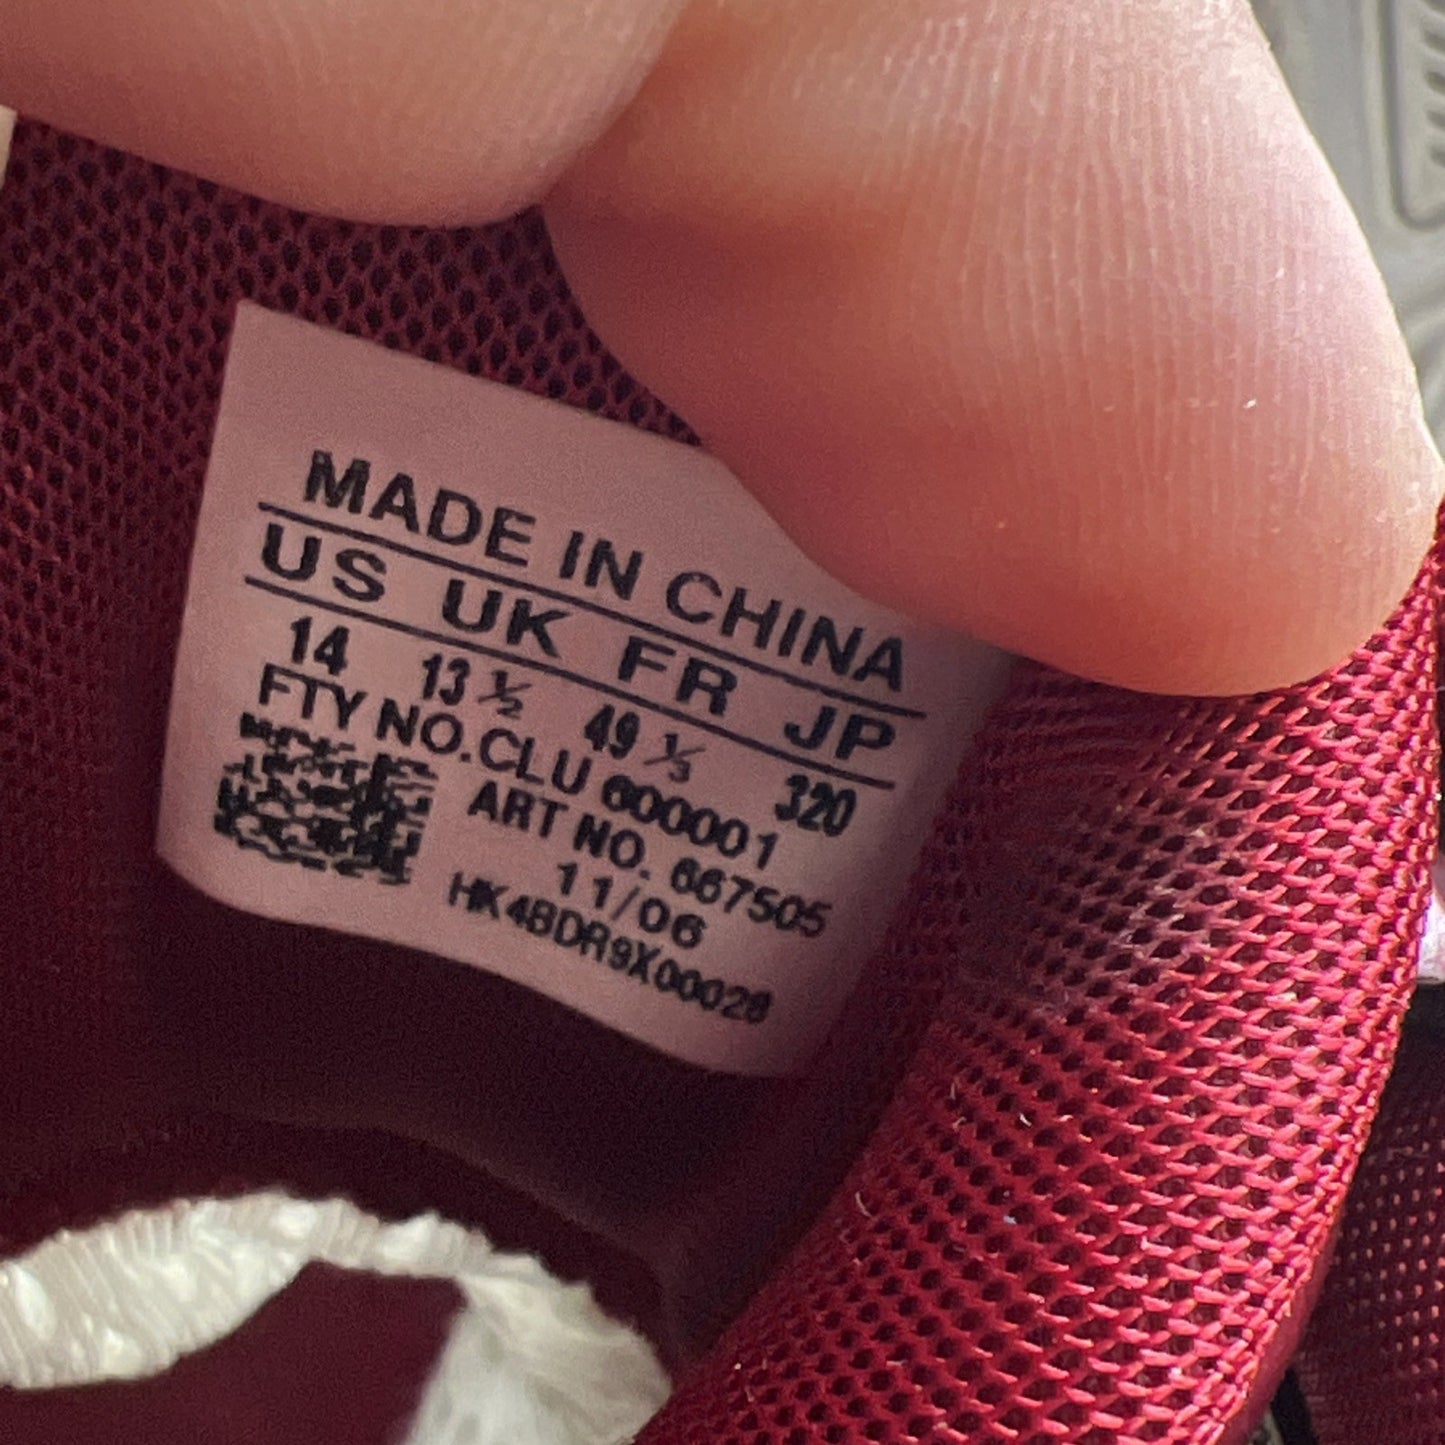 MADE IN CHINA
US UK FR JP
14 13 ½ 49 ⅓ 320
FTY NO.CLU 600001
ART NO. 667505
11/06
HK4BDR9X00028